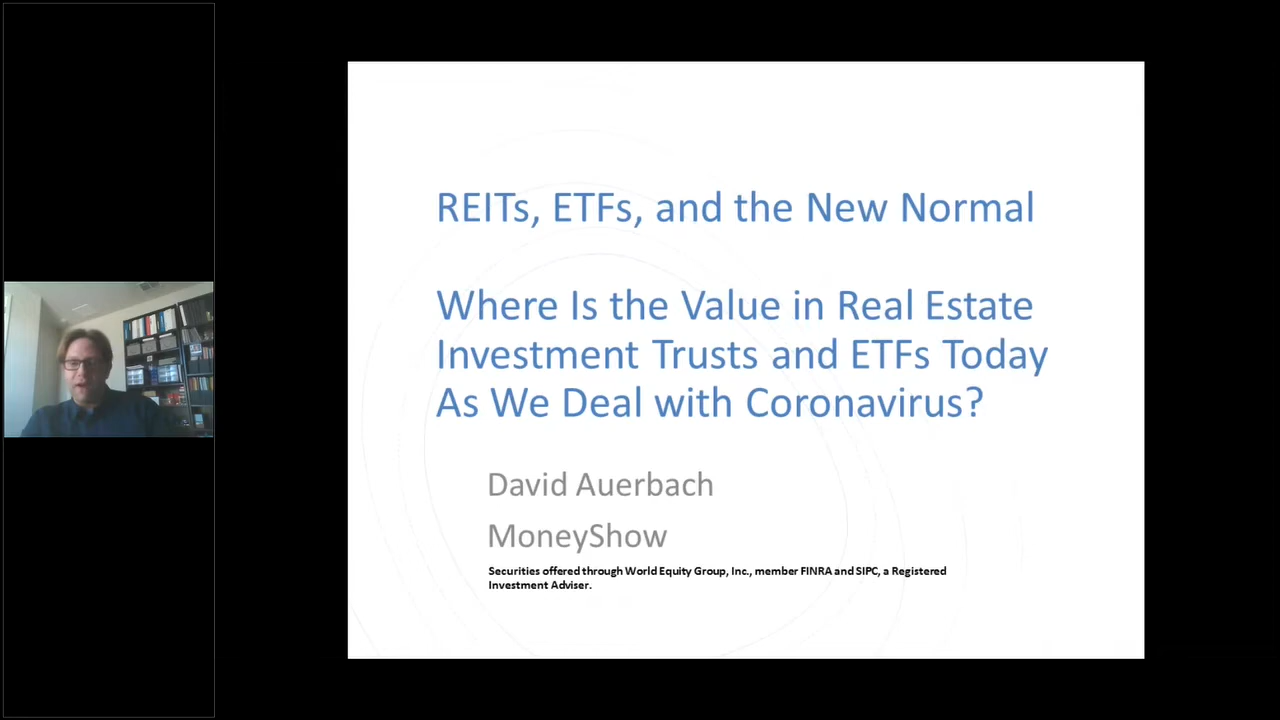 REITs, ETFs, and the New Normal
Where Is the Value in Real Estate
Investment Trusts and ETFs Today
As We Deal with Coronavirus?
David Auerbach
MoneyShow
Securities offered through World Equity Group, Inc., member FINRA and SIPC, a Registered
Investment Adviser.